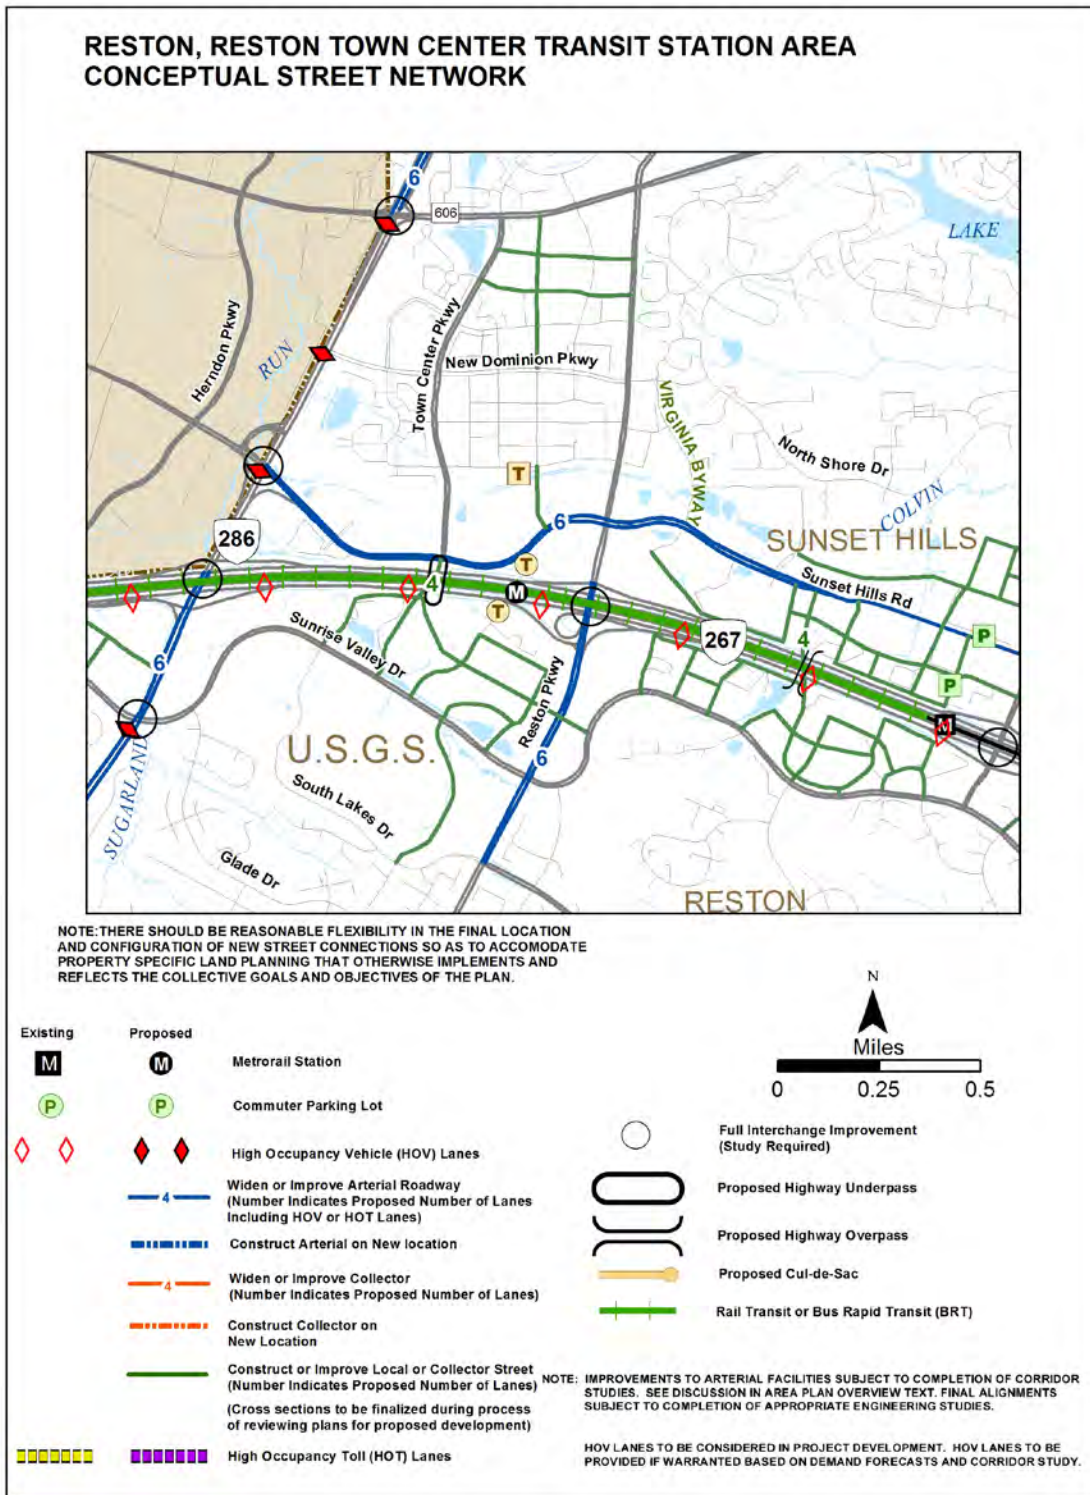 RESTON, RESTON TOWN CENTER TRANSIT STATION AREA
CONCEPTUAL STREET NETWORK
6
606
LAKE
Herndon Pkwy
RUN
Town Center Pkwy
New Dominion Pkwy
VIRGINIA BYWAY
North Shore Dr
T
COLVIN
6
286
SUNSET HILLS
4
T
M
T
Sunset Hills Rd
Sunrise Valley Dr
267
4
P
6
Reston Pkwy
P
M
U.S.G.S.
6
SUGARLAND
South Lakes Dr
Glade Dr
RESTON
NOTE:THERE SHOULD BE REASONABLE FLEXIBILITY IN THE FINAL LOCATION
AND CONFIGURATION OF NEW STREET CONNECTIONS SO AS TO ACCOMODATE
PROPERTY SPECIFIC LAND PLANNING THAT OTHERWISE IMPLEMENTS AND
REFLECTS THE COLLECTIVE GOALS AND OBJECTIVES OF THE PLAN.
N
Miles
0 0.25 0.5
Existing Proposed
M M Metrorail Station
P P Commuter Parking Lot
High Occupancy Vehicle (HOV) Lanes
4 Widen or Improve Arterial Roadway
(Number Indicates Proposed Number of Lanes
Including HOV or HOT Lanes)
Construct Arterial on New location
4 Widen or Improve Collector
(Number Indicates Proposed Number of Lanes)
Construct Collector on
New Location
Construct or Improve Local or Collector Street
(Number Indicates Proposed Number of Lanes)
(Cross sections to be finalized during process
of reviewing plans for proposed development)
High Occupancy Toll (HOT) Lanes
Full Interchange Improvement
(Study Required)
Proposed Highway Underpass
Proposed Highway Overpass
Proposed Cul-de-Sac
Rail Transit or Bus Rapid Transit (BRT)
NOTE: IMPROVEMENTS TO ARTERIAL FACILITIES SUBJECT TO COMPLETION OF CORRIDOR
STUDIES. SEE DISCUSSION IN AREA PLAN OVERVIEW TEXT. FINAL ALIGNMENTS
SUBJECT TO COMPLETION OF APPROPRIATE ENGINEERING STUDIES.
HOV LANES TO BE CONSIDERED IN PROJECT DEVELOPMENT. HOV LANES TO BE
PROVIDED IF WARRANTED BASED ON DEMAND FORECASTS AND CORRIDOR STUDY.